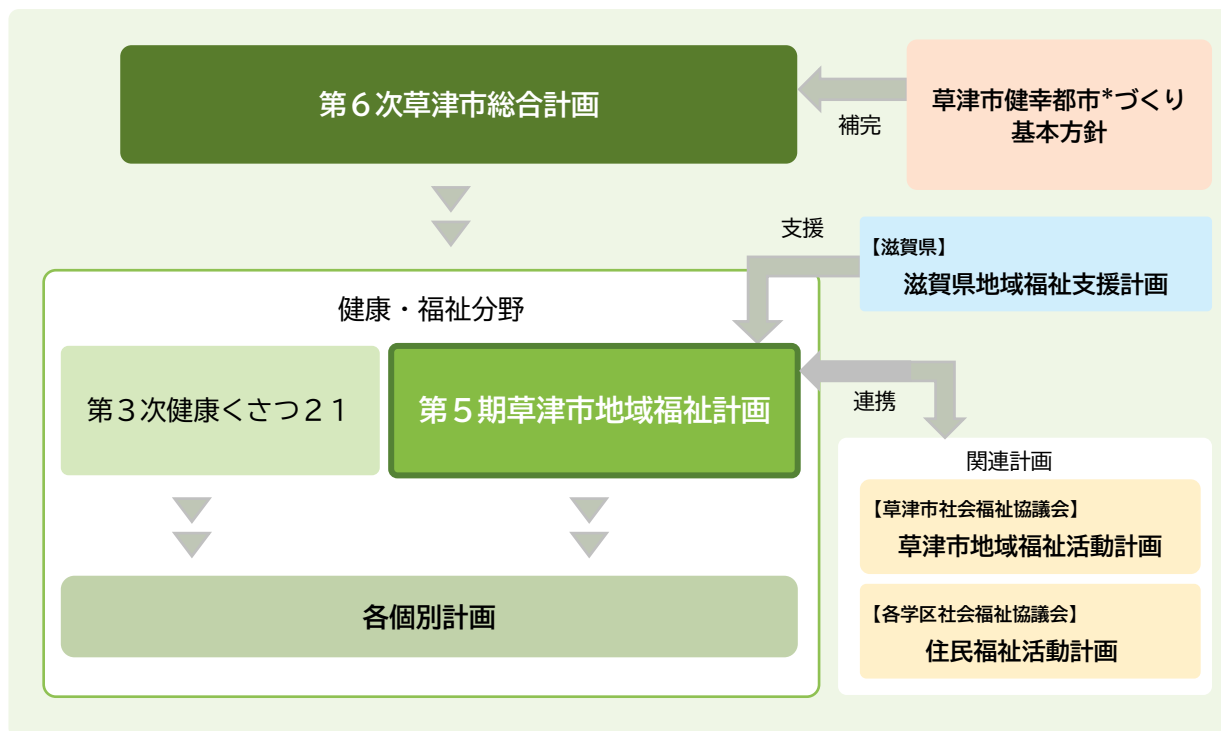 第６次草津市総合計画
草津市健幸都市*づくり
基本方針
補完
支援
【滋賀県】
滋賀県地域福祉支援計画
健康・福祉分野
第３次健康くさつ２１
第５期草津市地域福祉計画
連携
関連計画
【草津市社会福祉協議会】
草津市地域福祉活動計画
【各学区社会福祉協議会】
住民福祉活動計画
各個別計画